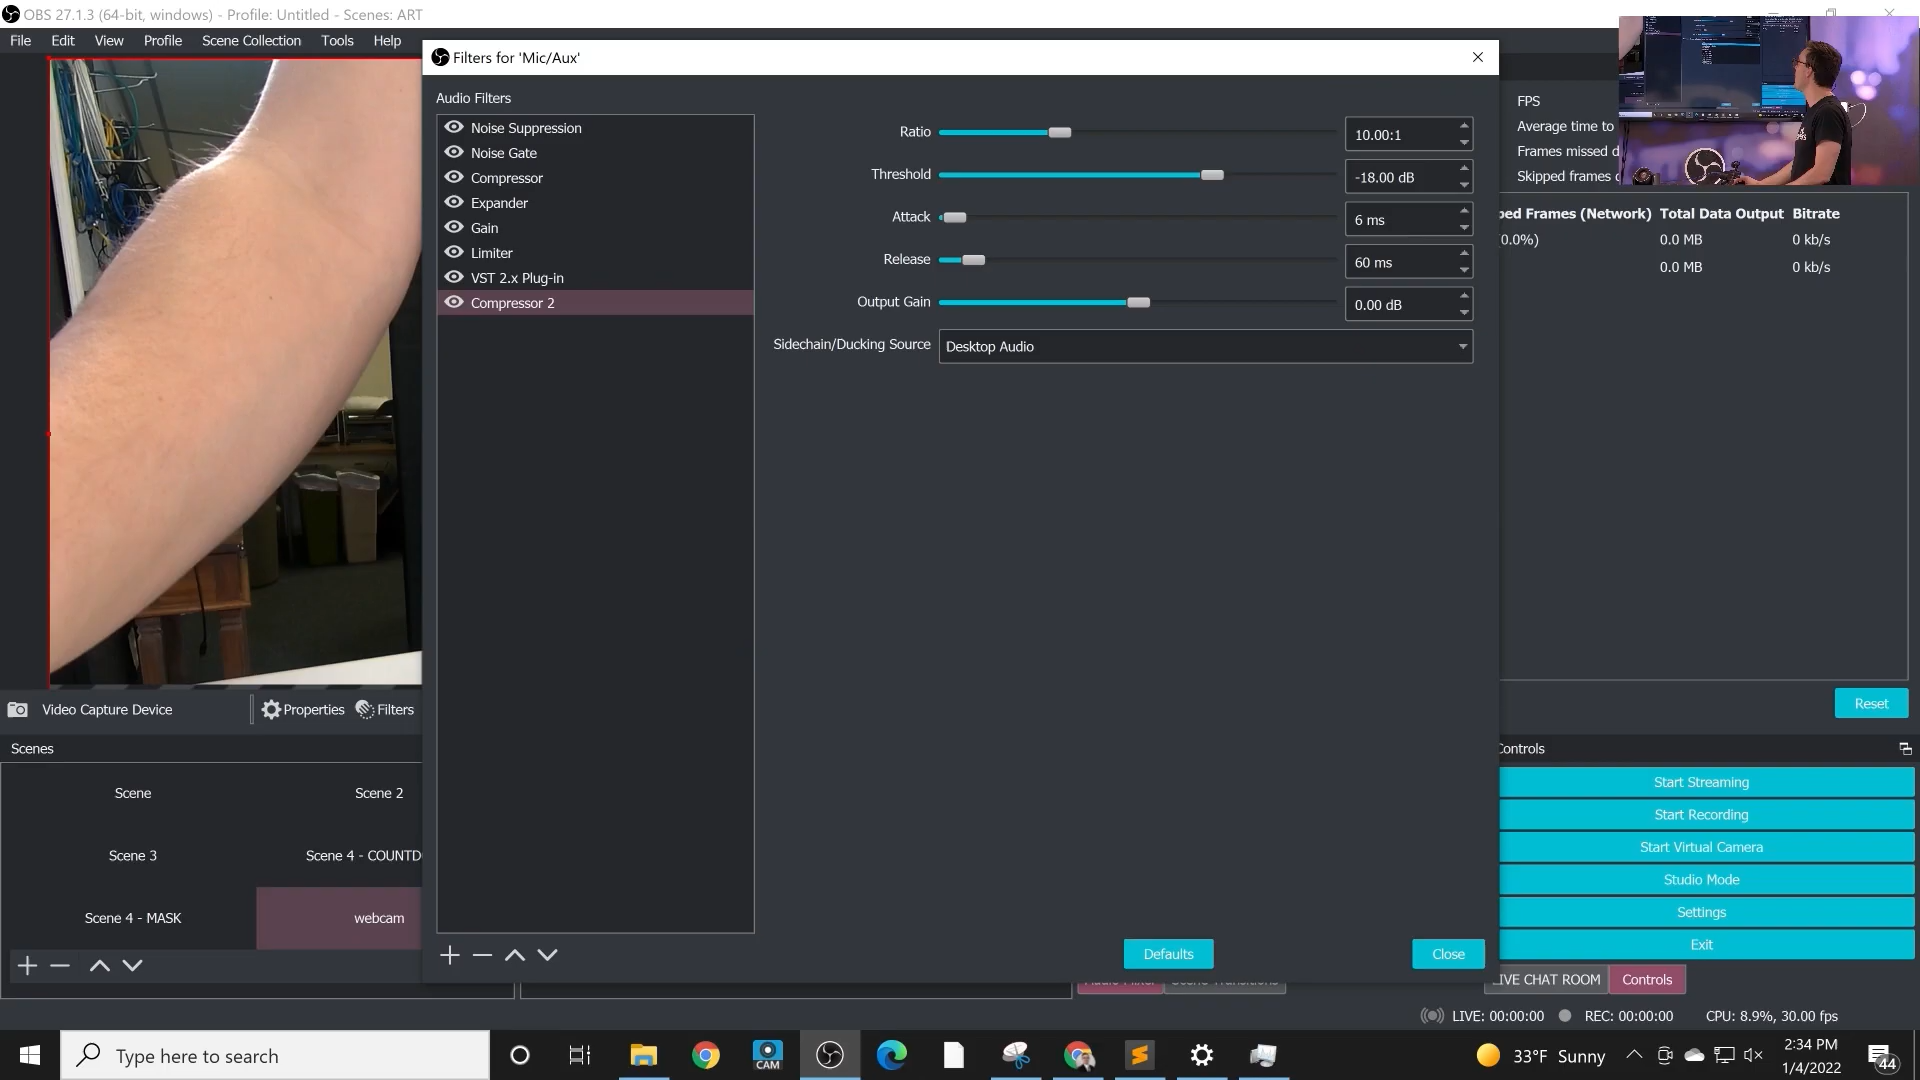 OBS 27.1.3 (64-bit, windows) - Profile: Untitled - Scenes: ART
File Edit View Profile Scene Collection Tools Help
Filters for 'Mic/Aux'
Audio Filters
Noise Suppression
Noise Gate
Compressor
Expander
Gain
Limiter
VST 2.x Plug-in
Compressor 2
Ratio 10.00:1
Threshold -18.00 dB
Attack 6 ms
Release 60 ms
Output Gain 0.00 dB
Sidechain/Ducking Source Desktop Audio
Defaults
Close
FPS
Average time to
Frames missed d
Skipped frames
ped Frames (Network) Total Data Output Bitrate
0.0%) 0.0 MB 0 kb/s
0.0 MB 0 kb/s
Reset
Video Capture Device Properties Filters
Scenes
Scene Scene 2
Scene 3 Scene 4 - COUNTD
Scene 4 - MASK webcam
Controls
Start Streaming
Start Recording
Start Virtual Camera
Studio Mode
Settings
Exit
IVE CHAT ROOM Controls
LIVE: 00:00:00 REC: 00:00:00 CPU: 8.9%, 30.00 fps
Type here to search
CAM
33°F Sunny
2:34 PM
1/4/2022
44